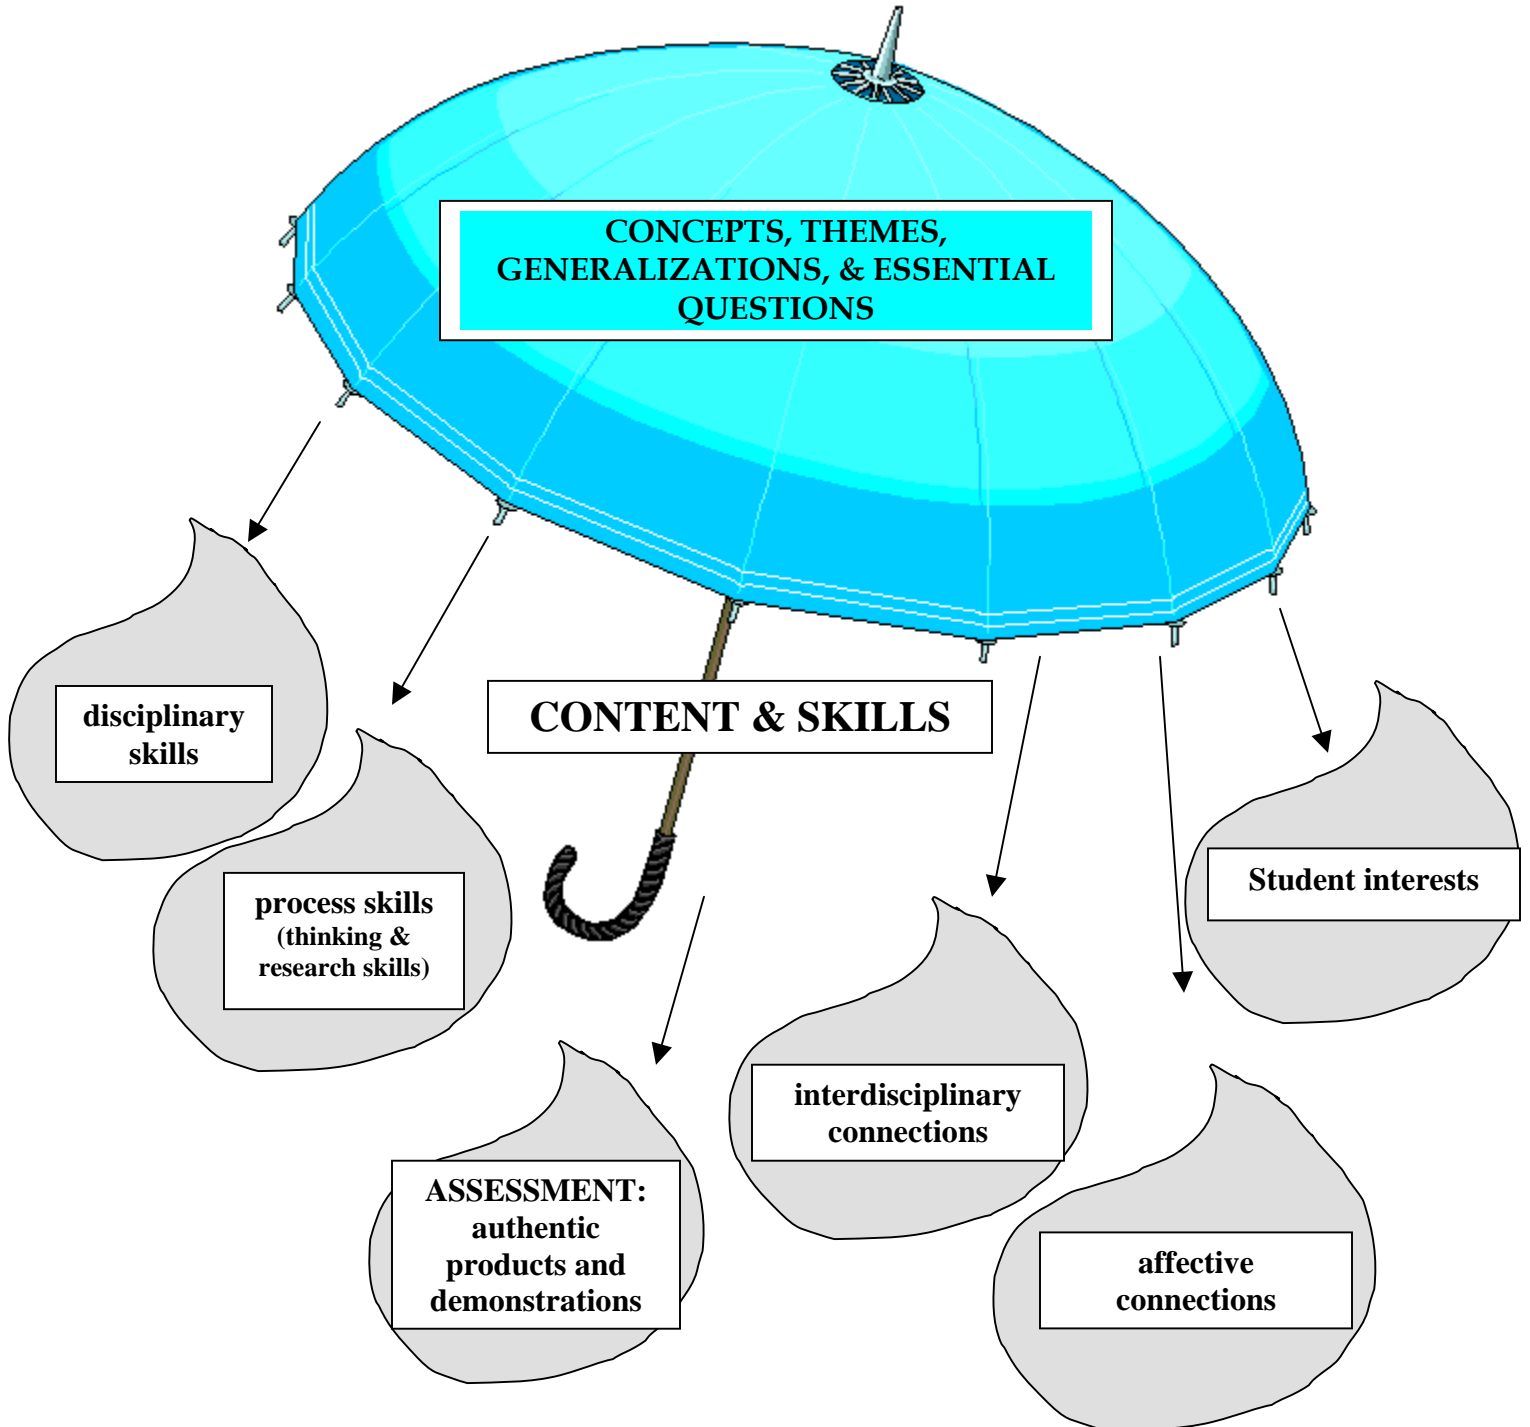 CONCEPTS, THEMES,
GENERALIZATIONS, & ESSENTIAL
QUESTIONS
CONTENT & SKILLS
disciplinary
skills
process skills
(thinking &
research skills)
Student interests
interdisciplinary
connections
ASSESSMENT:
authentic
products and
demonstrations
affective
connections